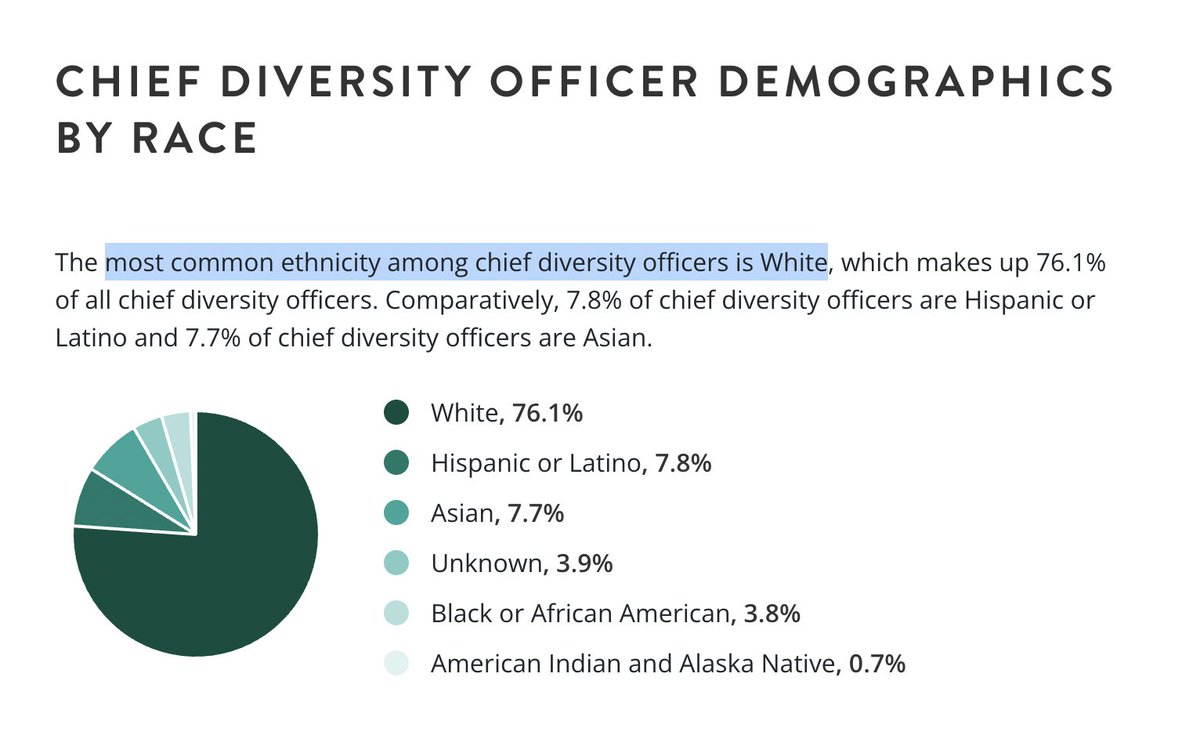 CHIEF DIVERSITY OFFICER DEMOGRAPHICS
BY RACE
The most common ethnicity among chief diversity officers is White, which makes up 76.1%
of all chief diversity officers. Comparatively, 7.8% of chief diversity officers are Hispanic or
Latino and 7.7% of chief diversity officers are Asian.
White, 76.1%
Hispanic or Latino, 7.8%
Asian, 7.7%
Unknown, 3.9%
Black or African American, 3.8%
American Indian and Alaska Native, 0.7%